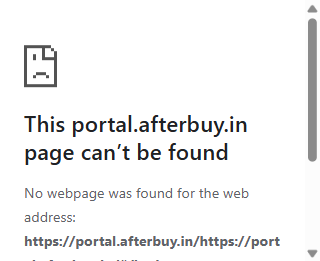 This portal.afterbuy.in
page can’t be found
No webpage was found for the web
address:
https://portal.afterbuy.in/https://port